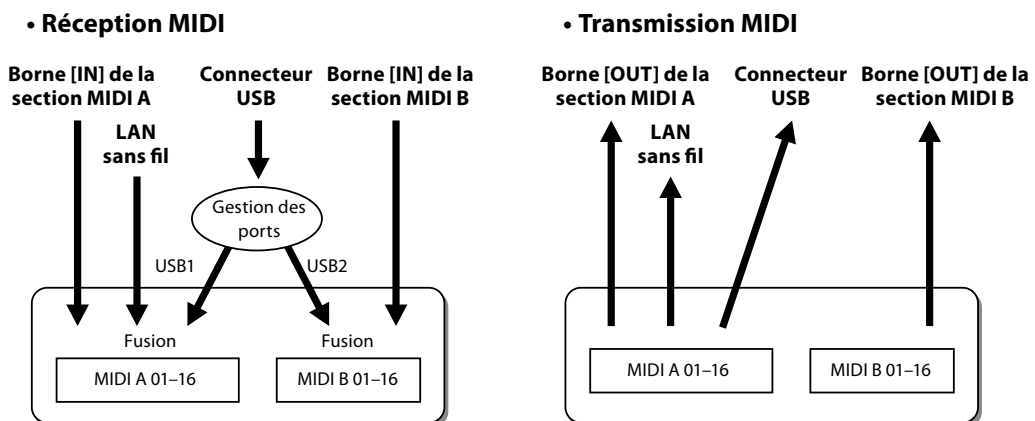 • Réception MIDI
Borne [IN] de la
section MIDI A
Connecteur
USB
Borne [IN] de la
section MIDI B
LAN
sans fil
Gestion des
ports
USB1
USB2
Fusion
Fusion
MIDI A 01–16
MIDI B 01–16
• Transmission MIDI
Borne [OUT] de la
section MIDI A
Connecteur
USB
Borne [OUT] de la
section MIDI B
LAN
sans fil
MIDI A 01–16
MIDI B 01–16